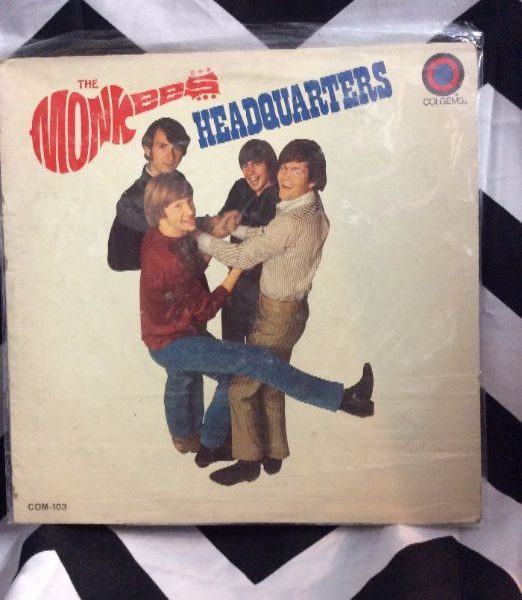 THE
MONKEES
HEADQUARTERS
COLGEMS
COM-103